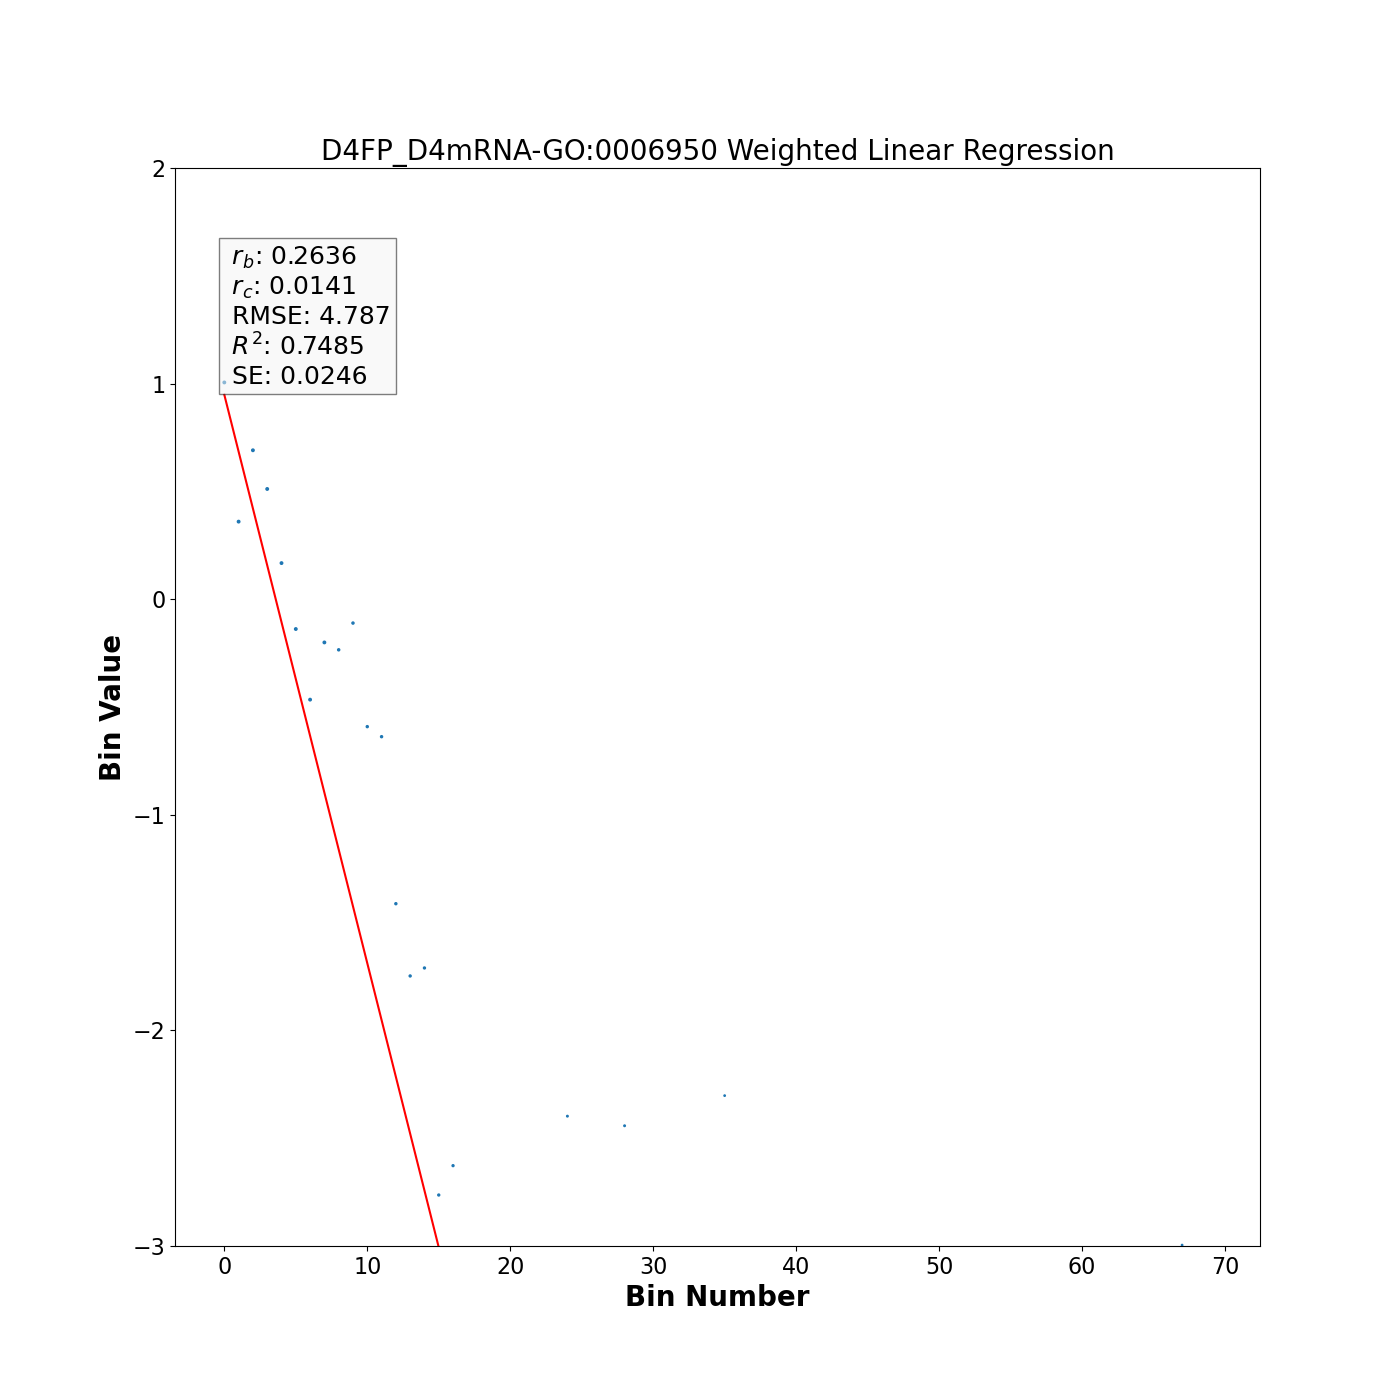 D4FP_D4mRNA-GO:0006950 Weighted Linear Regression
2
r_b: 0.2636
r_c: 0.0141
RMSE: 4.787
R²: 0.7485
SE: 0.0246
1
0
−1
−2
−3
Bin Value
0 10 20 30 40 50 60 70
Bin Number